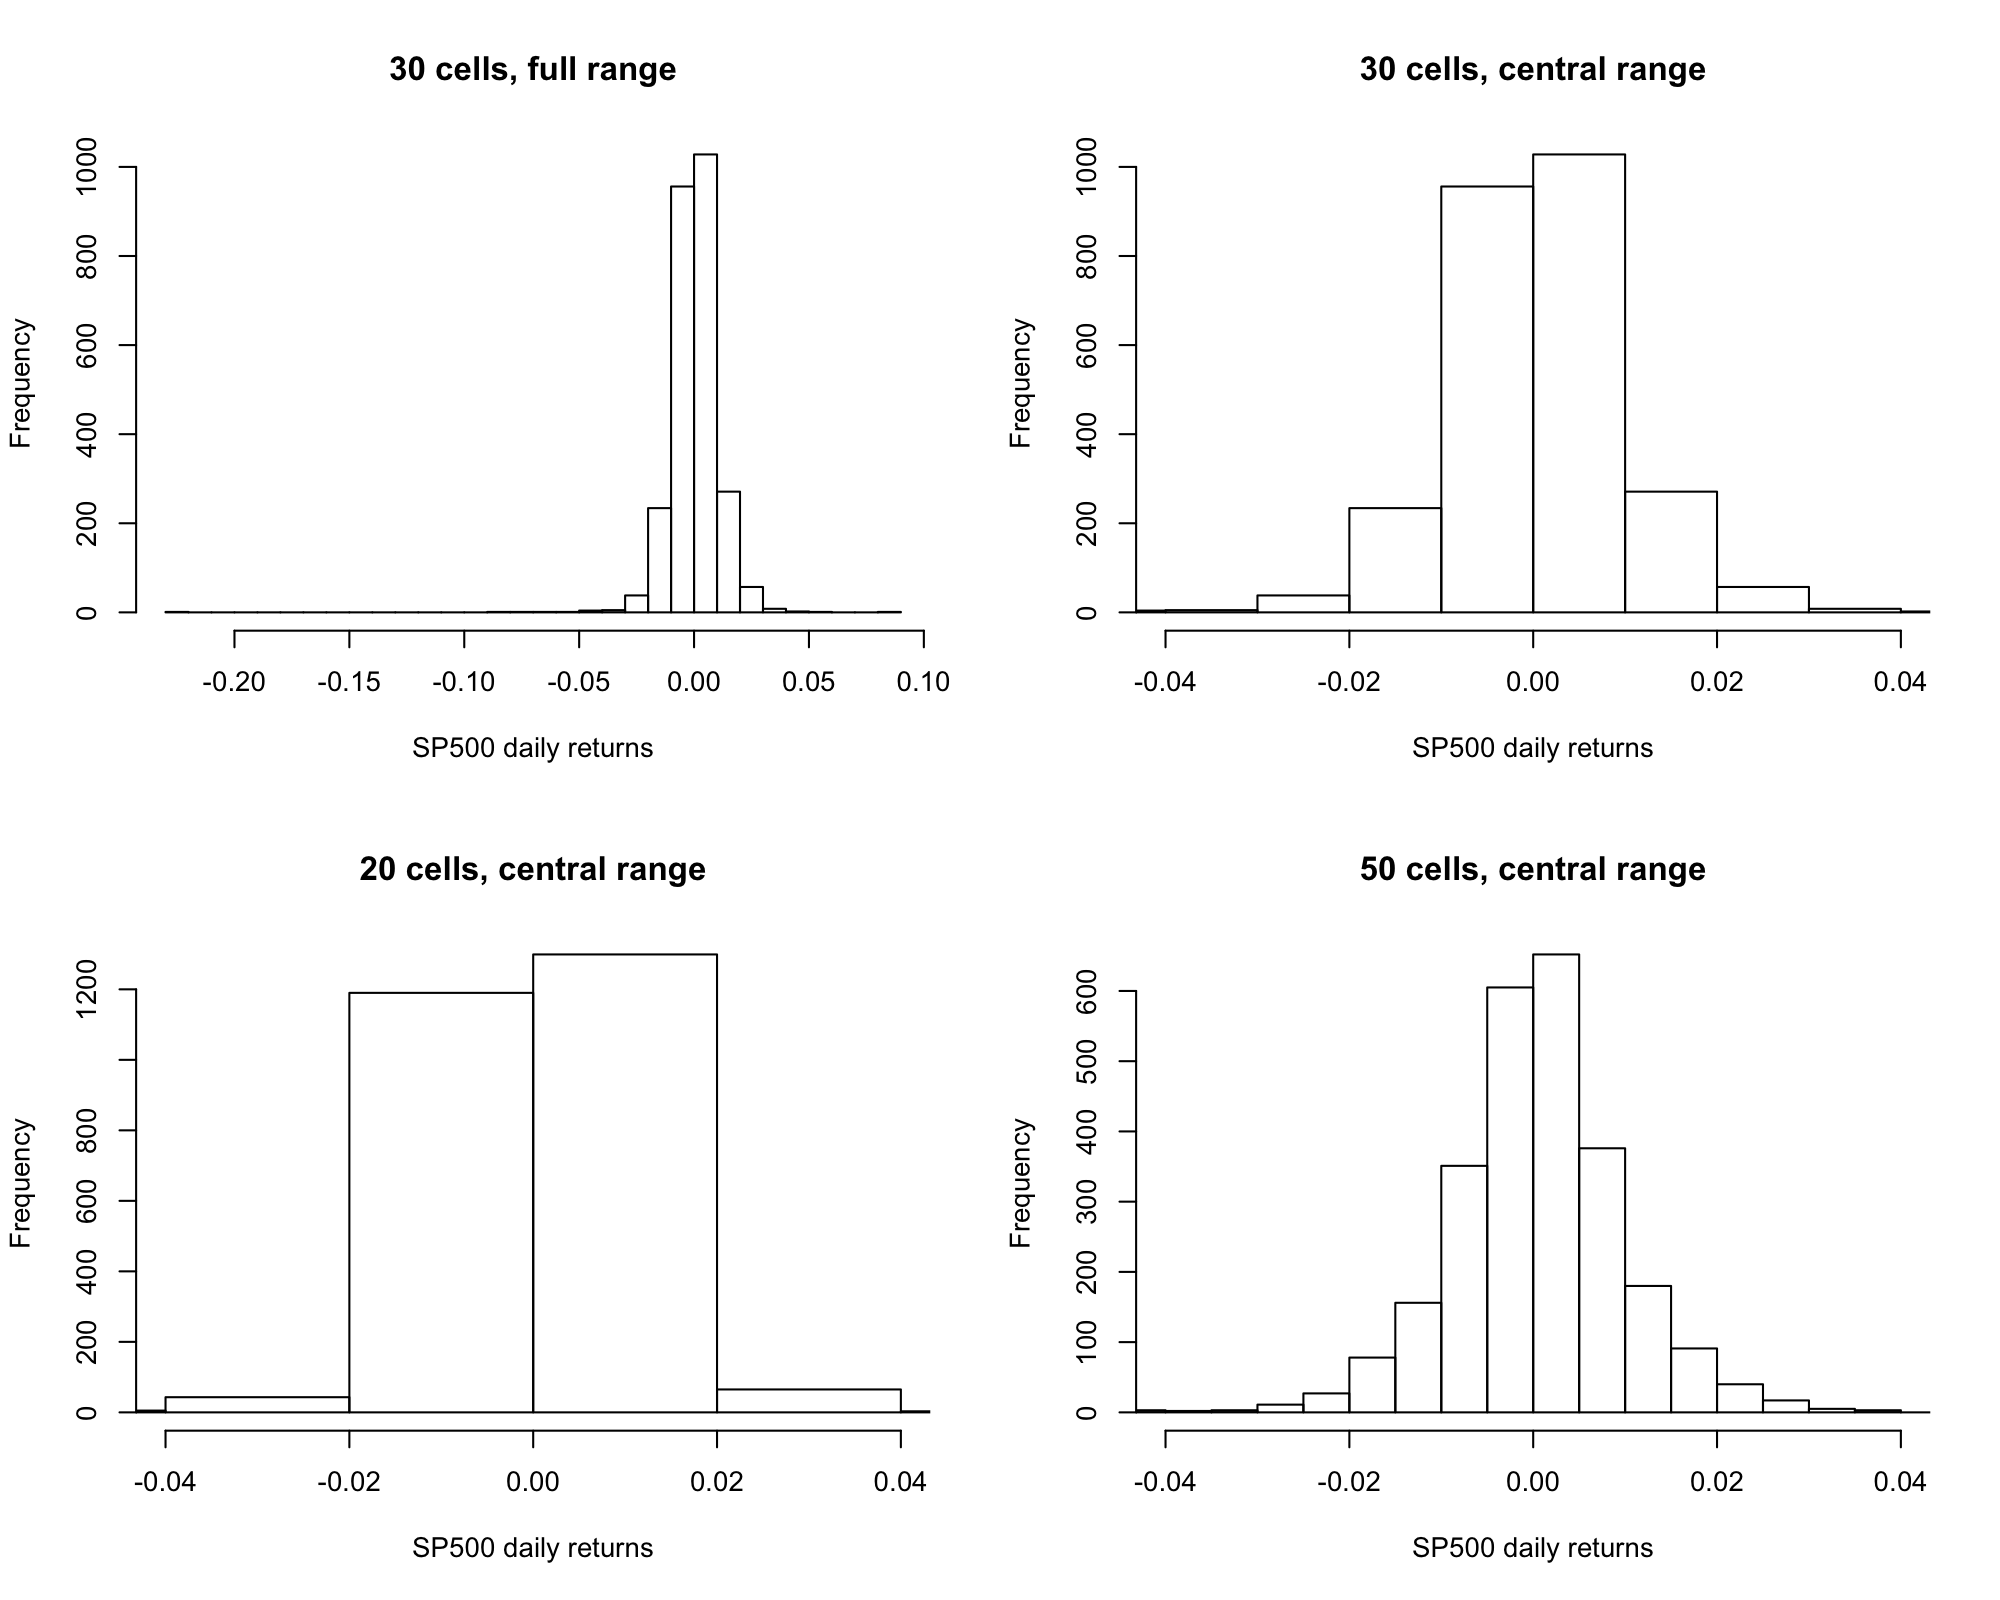 30 cells, full range
Frequency
0 200 400 600 800 1000
-0.20 -0.15 -0.10 -0.05 0.00 0.05 0.10
SP500 daily returns
30 cells, central range
Frequency
0 200 400 600 800 1000
-0.04 -0.02 0.00 0.02 0.04
SP500 daily returns
20 cells, central range
Frequency
0 200 400 600 800 1200
-0.04 -0.02 0.00 0.02 0.04
SP500 daily returns
50 cells, central range
Frequency
0 100 200 300 400 500 600
-0.04 -0.02 0.00 0.02 0.04
SP500 daily returns